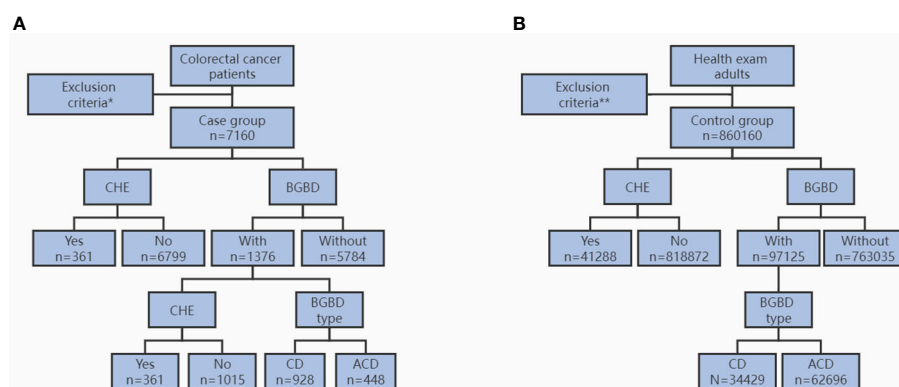 A
Colorectal cancer
patients
Exclusion
criteria*
Case group
n=7160
CHE
BGBD
Yes
n=361
No
n=6799
With
n=1376
Without
n=5784
CHE
BGBD
type
Yes
n=361
No
n=1015
CD
n=928
ACD
n=448
B
Health exam
adults
Exclusion
criteria**
Control group
n=860160
CHE
BGBD
Yes
n=41288
No
n=818872
With
n=97125
Without
n=763035
BGBD
type
CD
N=34429
ACD
n=62696